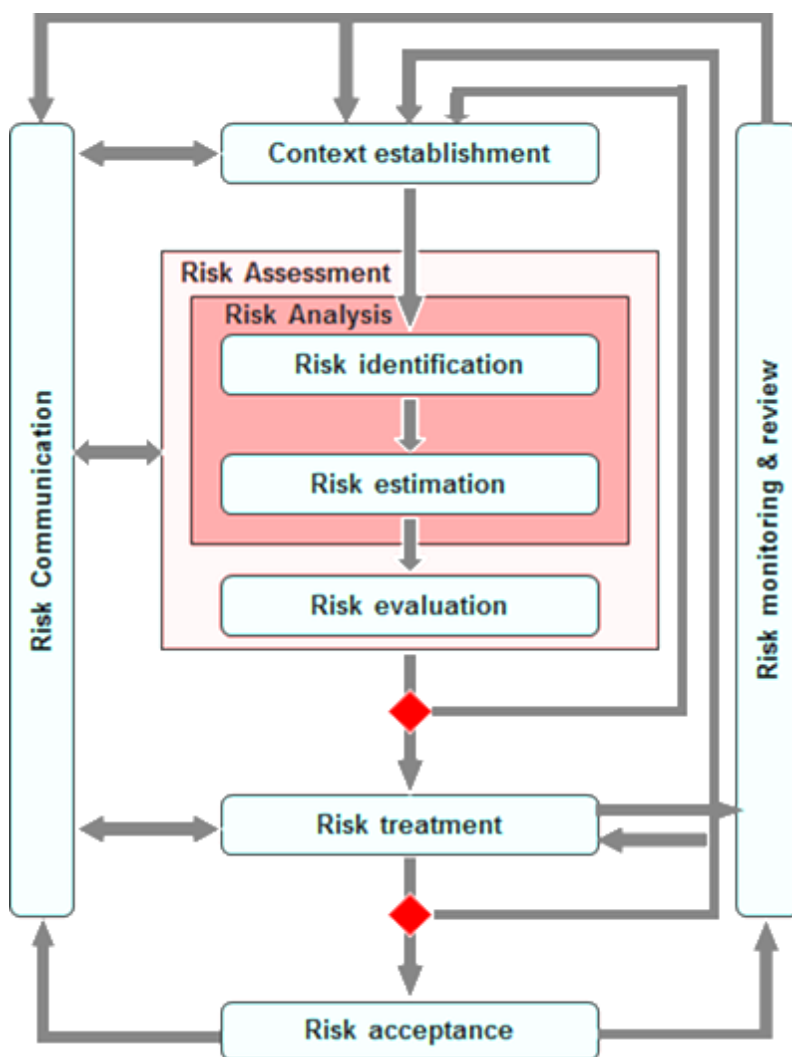 Context establishment
Risk Assessment
Risk Analysis
Risk identification
Risk estimation
Risk evaluation
Risk Communication
Risk monitoring & review
Risk treatment
Risk acceptance